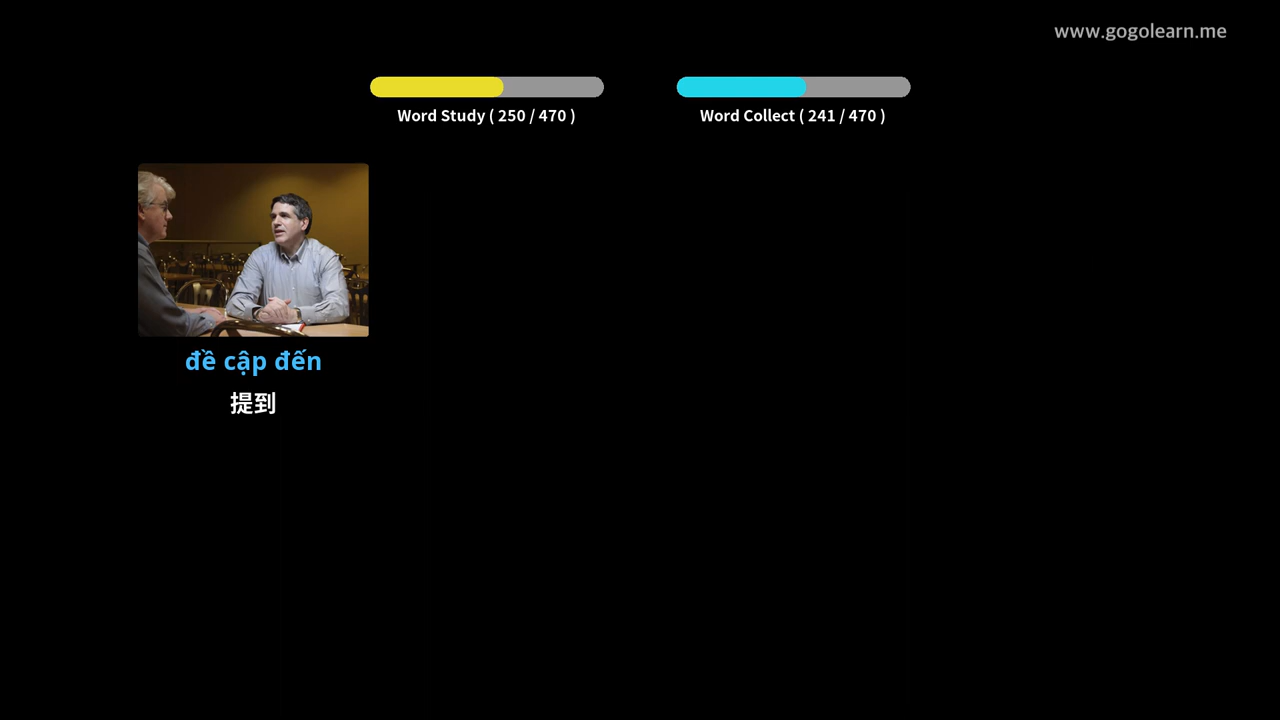 www.gogolearn.me
Word Study ( 250 / 470 )
Word Collect ( 241 / 470 )
đề cập đến
提到